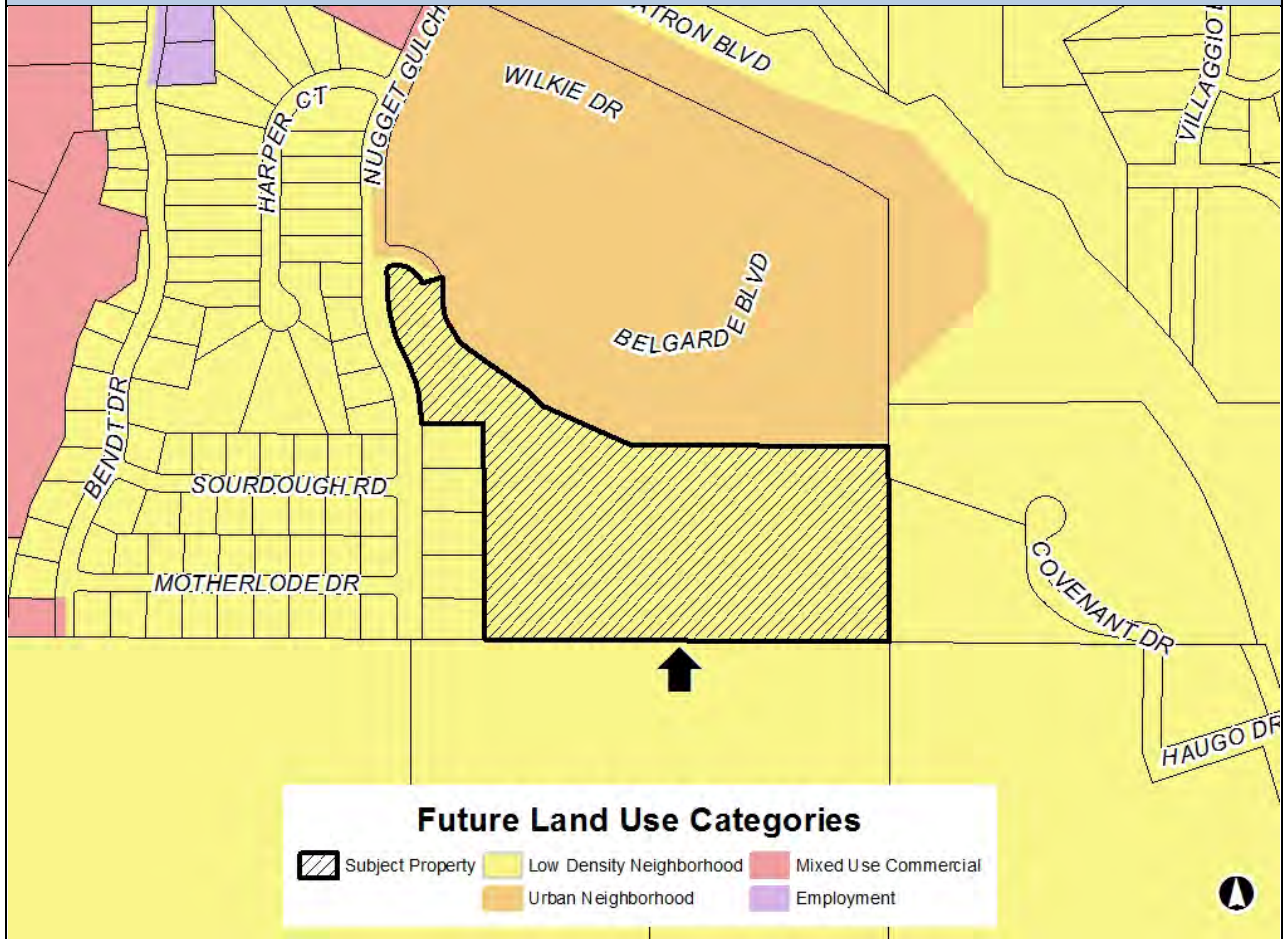 ATRON BLVD
WILKIE DR
VILLAGGIO
HARPER CT
NUGGET GULCH
BELGARDE BLVD
BENDT DR
SOURDOUGH RD
MOTHERLODE DR
COVENANT DR
HAUGO DR
Future Land Use Categories
Subject Property
Low Density Neighborhood
Mixed Use Commercial
Urban Neighborhood
Employment